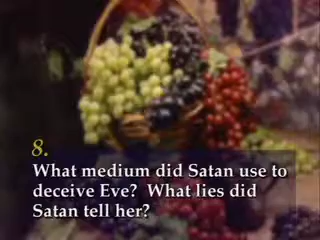 8.
What medium did Satan use to
deceive Eve?  What lies did
Satan tell her?